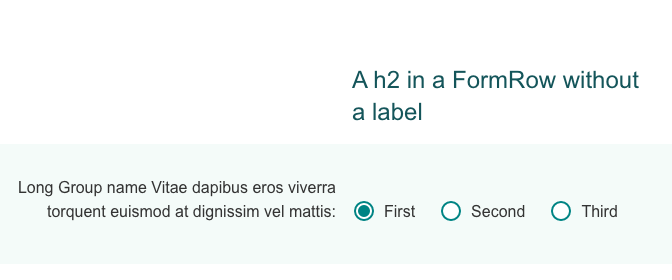 A h2 in a FormRow without
a label
Long Group name Vitae dapibus eros viverra
torquent euismod at dignissim vel mattis:
First
Second
Third